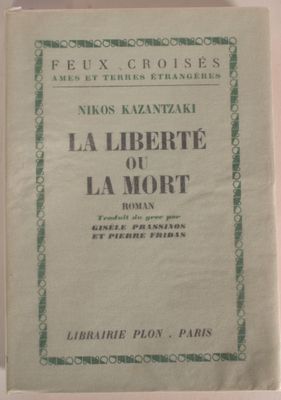 FEUX CROISÉS
AMES ET TERRES ÉTRANGÈRES
NIKOS KAZANTZAKI
LA LIBERTÉ
OU
LA MORT
ROMAN
Traduit du grec par
GISÈLE PRASSINOS
ET PIERRE FRIDAS
LIBRAIRIE PLON . PARIS